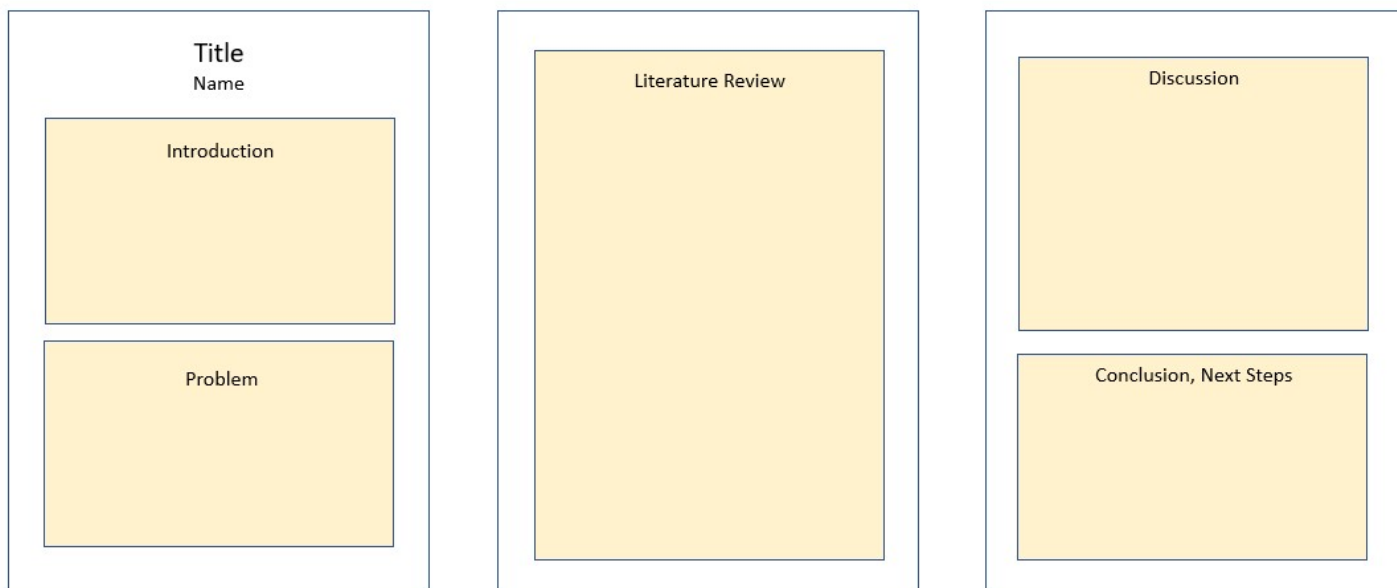 Title
Name
Introduction
Problem
Literature Review
Discussion
Conclusion, Next Steps